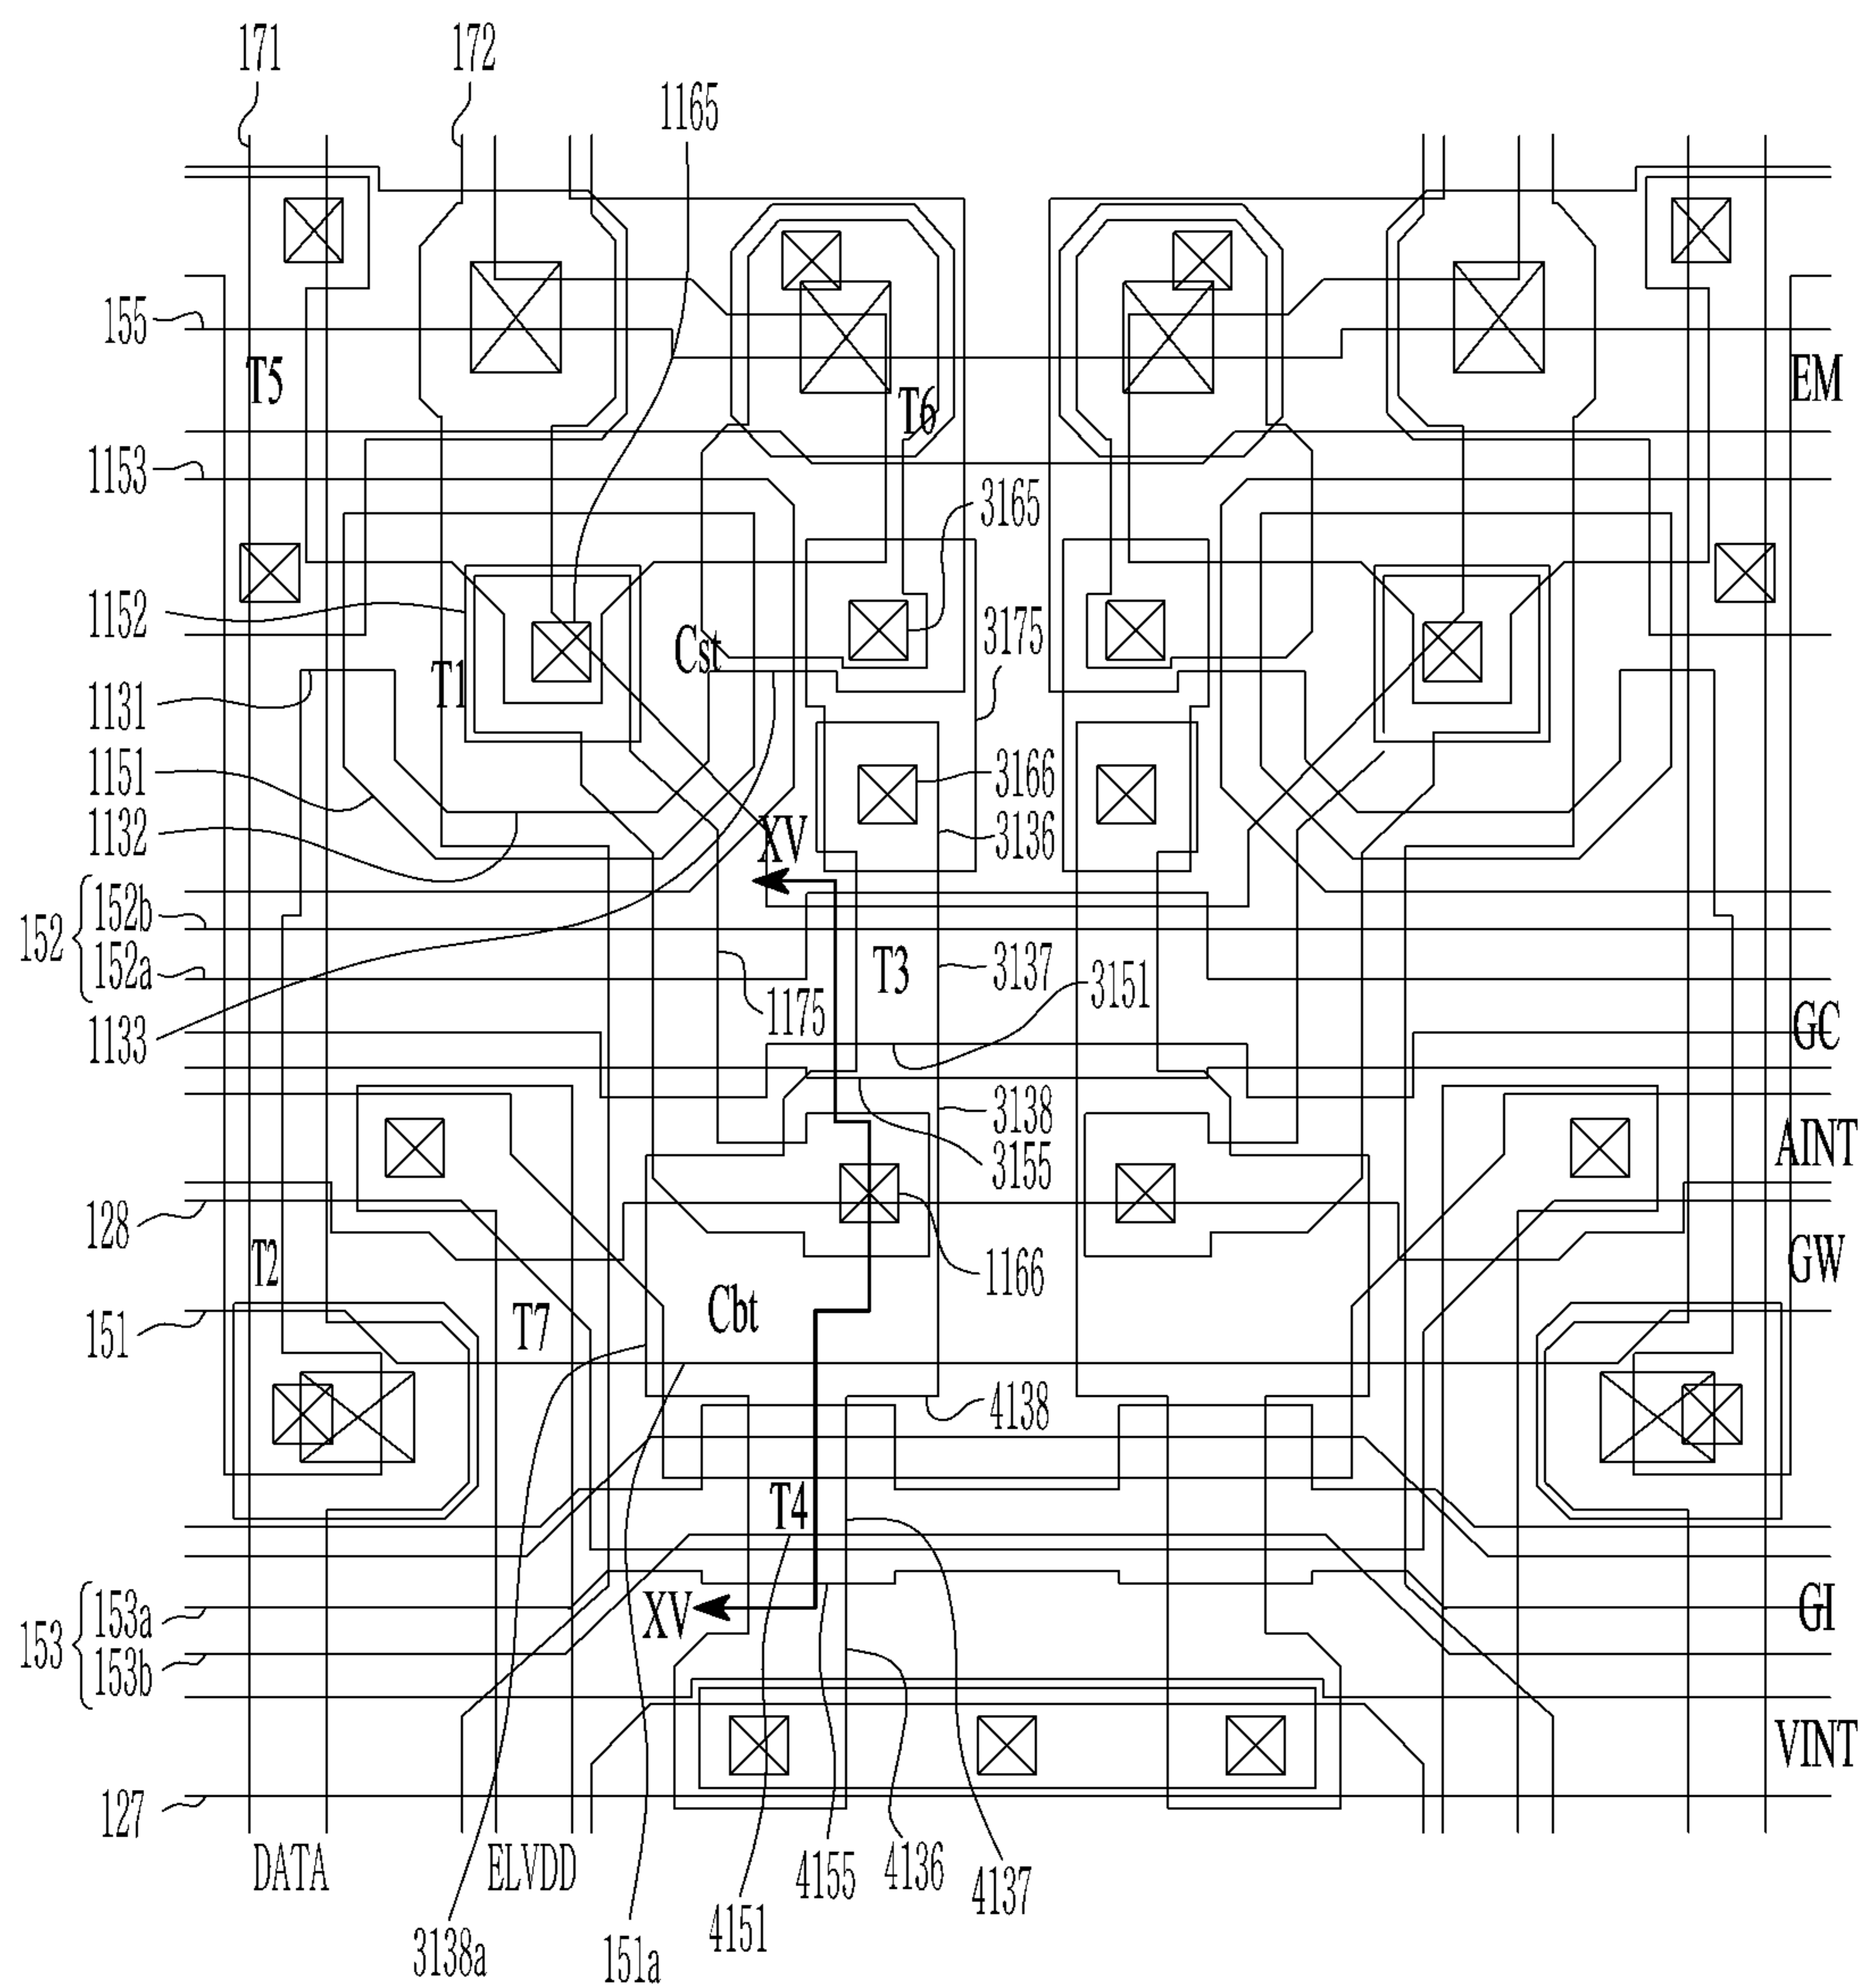 171
172
1165
155
T5
T6
EM
1153
3165
1152
Cst
3175
T1
1131
1151
3166
1132
XV
3136
152
152b
152a
T3
3137
3151
1175
1133
GC
3138
AINT
3155
128
T2
GW
1166
151
T7
Cbt
4138
T4
153
153a
153b
XV
GI
VINT
127
DATA
ELVDD
4155
4136
4137
4151
3138a
151a